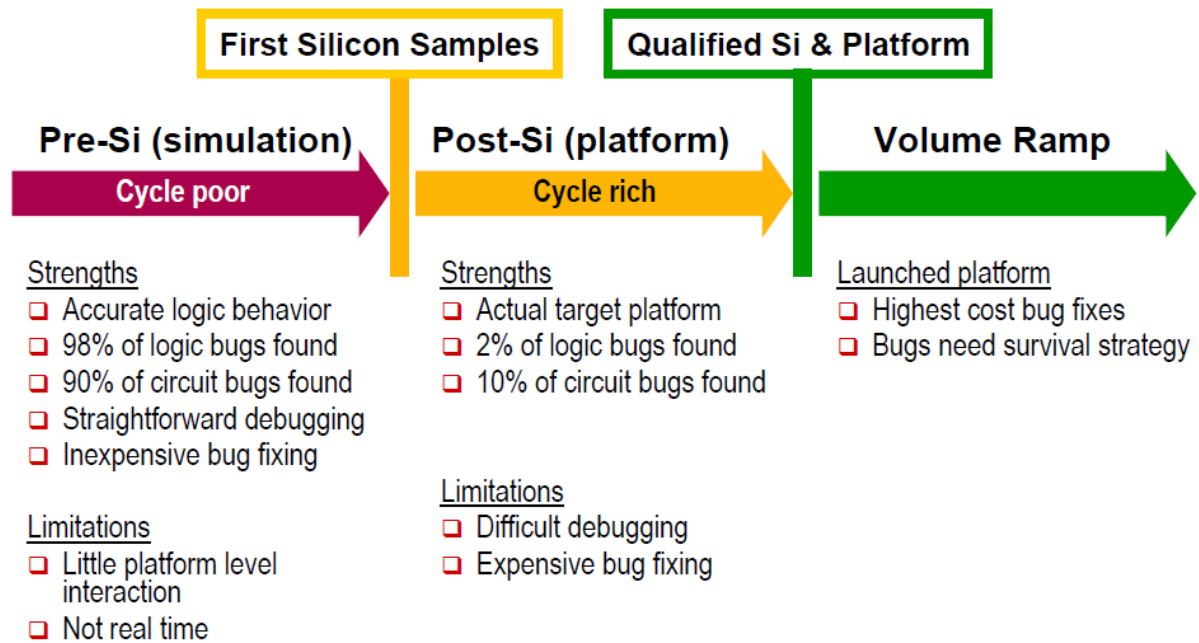 First Silicon Samples
Qualified Si & Platform
Pre-Si (simulation)
Cycle poor
Strengths
Accurate logic behavior
98% of logic bugs found
90% of circuit bugs found
Straightforward debugging
Inexpensive bug fixing
Limitations
Little platform level
interaction
Not real time
Post-Si (platform)
Cycle rich
Strengths
Actual target platform
2% of logic bugs found
10% of circuit bugs found
Limitations
Difficult debugging
Expensive bug fixing
Volume Ramp
Launched platform
Highest cost bug fixes
Bugs need survival strategy